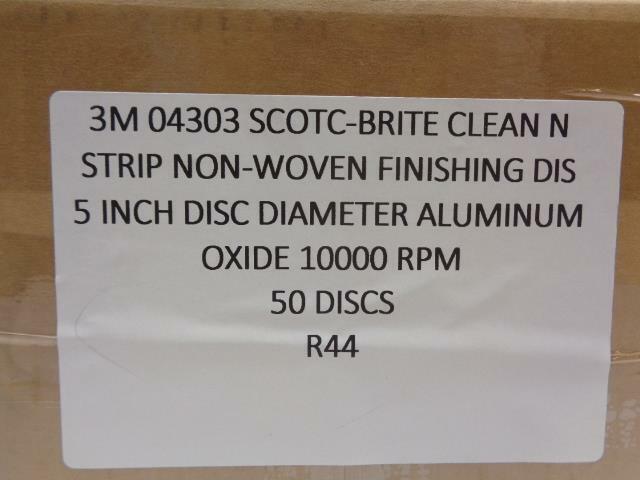 3M 04303 SCOTC-BRITE CLEAN N
STRIP NON-WOVEN FINISHING DIS
5 INCH DISC DIAMETER ALUMINUM
OXIDE 10000 RPM
50 DISCS
R44